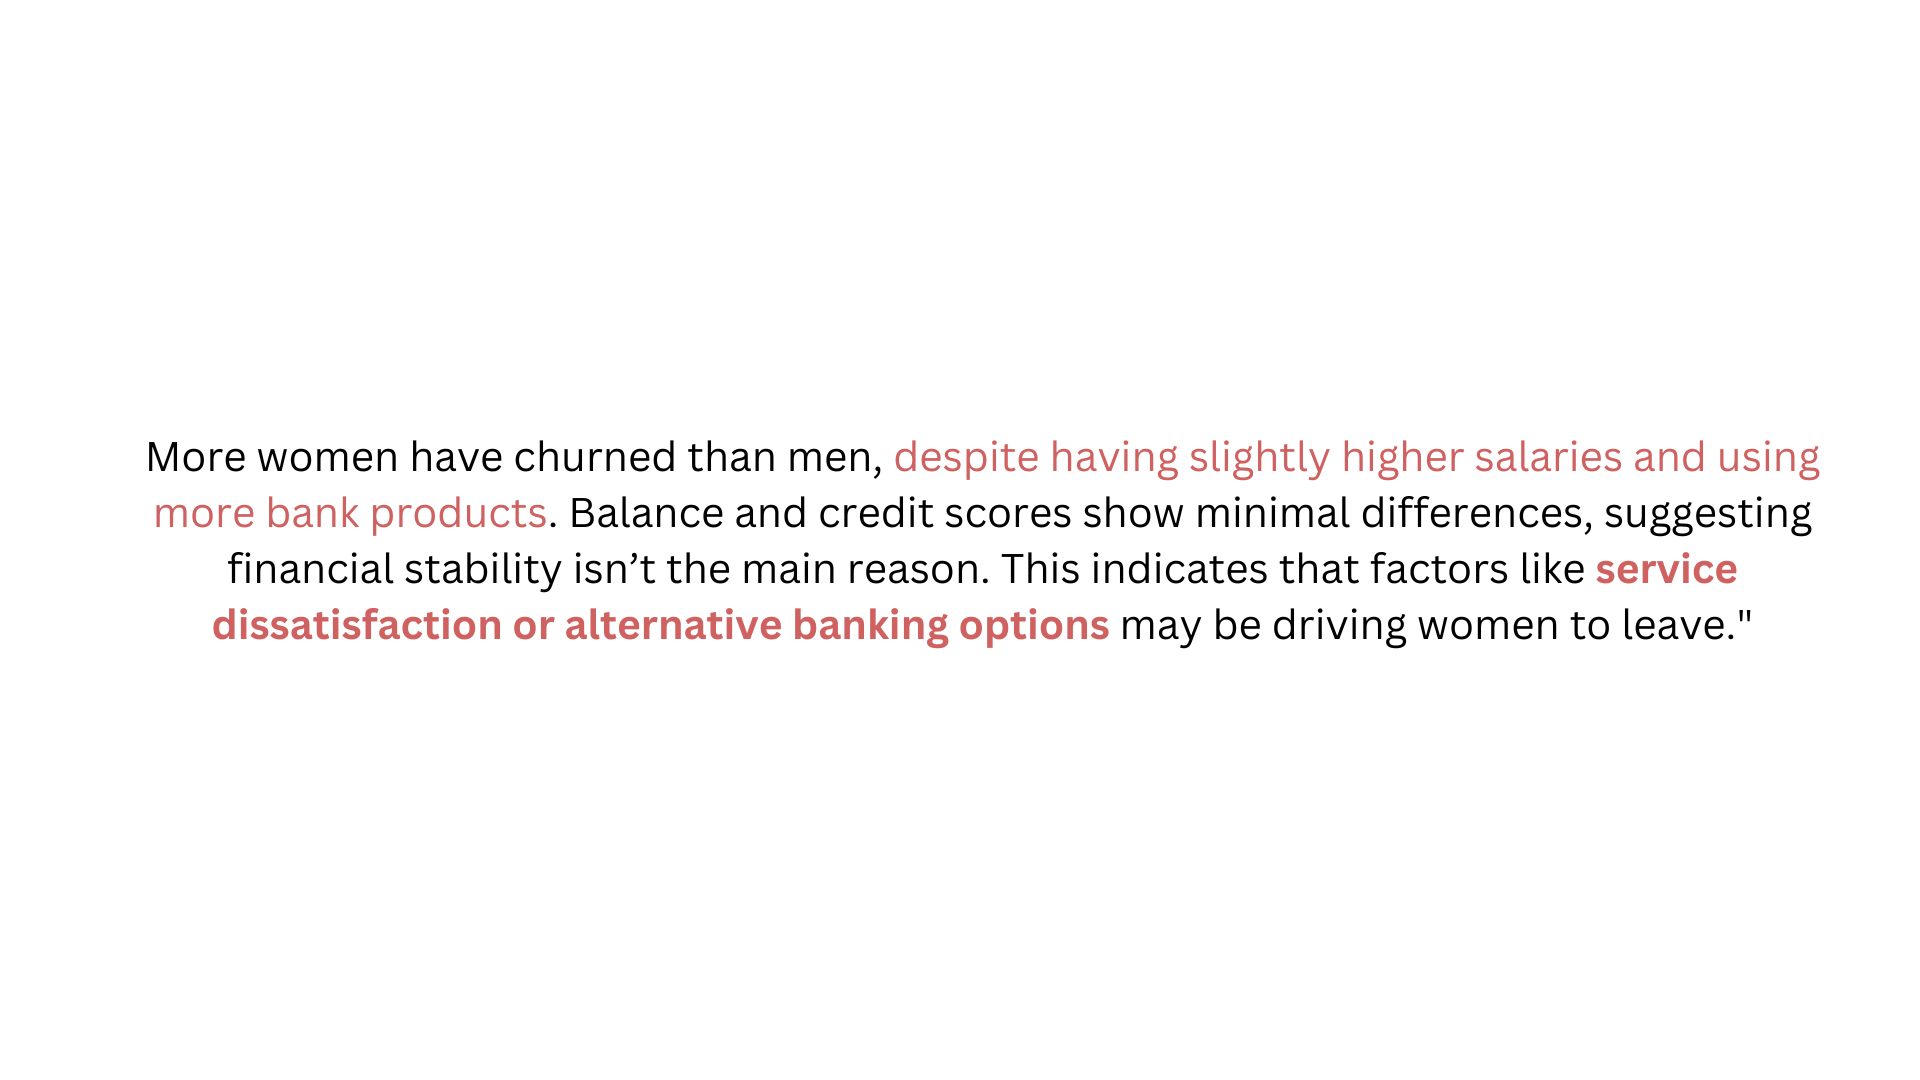 More women have churned than men, despite having slightly higher salaries and using
more bank products. Balance and credit scores show minimal differences, suggesting
financial stability isn’t the main reason. This indicates that factors like service
dissatisfaction or alternative banking options may be driving women to leave."